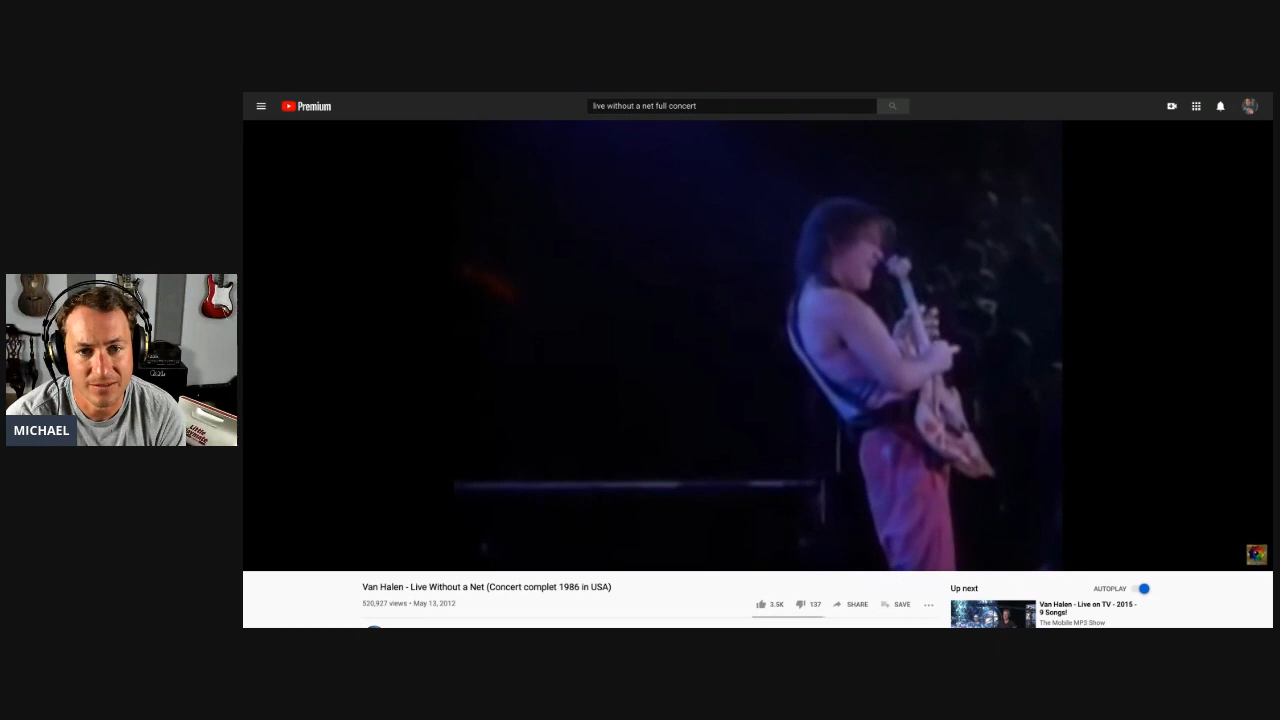 Premium
live without a net full concert
MICHAEL
Van Halen - Live Without a Net (Concert complet 1986 in USA)
520,927 views • May 13, 2012
3.5K
137
SHARE
SAVE
Up next
AUTOPLAY
Van Halen - Live on TV - 2015 -
9 Songs!
The Mobile MP3 Show